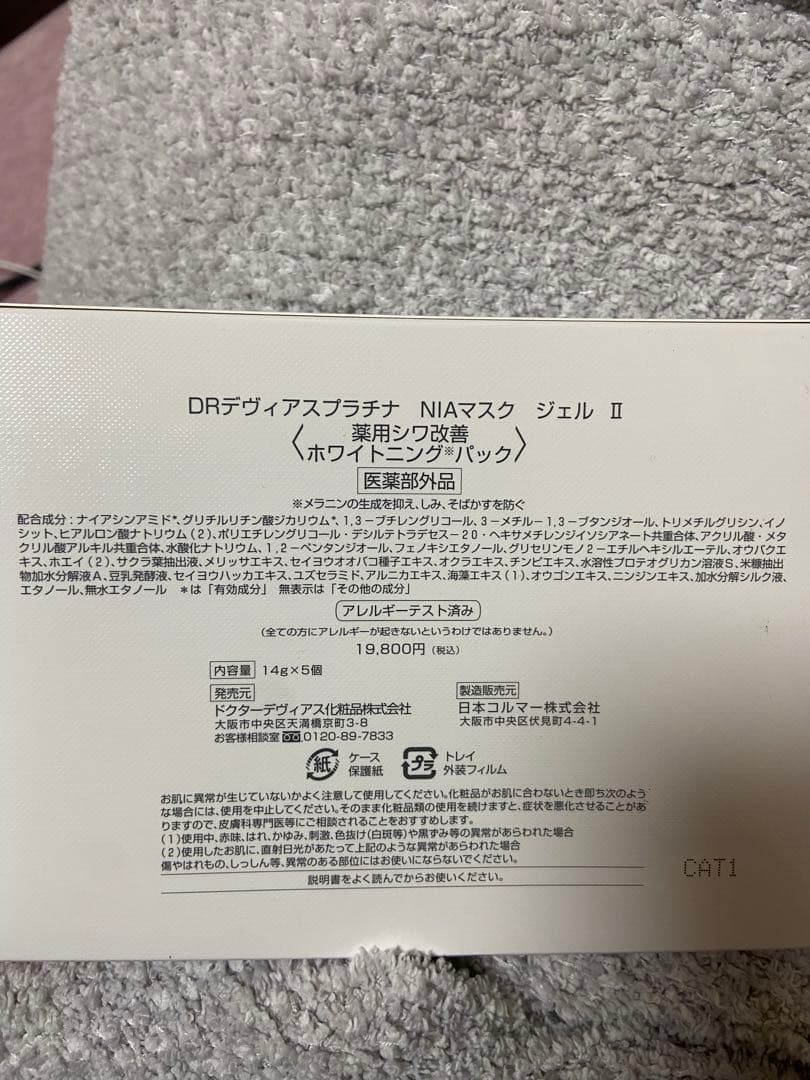 DRデヴィアスプラチナ NIAマスク ジェル Ⅱ
〈薬用シワ改善
ホワイトニング※パック〉
医薬部外品
※メラニンの生成を抑え、しみ、そばかすを防ぐ
配合成分：ナイアシンアミド*、グリチルリチン酸ジカリウム*、1,3－ブチレングリコール、3－メチル－1,3－ブタンジオール、トリメチルグリシン、イノ
シット、ヒアルロン酸ナトリウム(2)、ポリエチレングリコール・デシルテトラデセス－20・ヘキサメチレンジイソシアネート共重合体、アクリル酸・メタ
クリル酸アルキル共重合体、水酸化ナトリウム、1,2－ペンタンジオール、フェノキシエタノール、グリセリンモノ2－エチルヘキシルエーテル、オウバクエ
キス、ホエイ(2)、サクラ葉抽出液、メリッサエキス、セイヨウオオバコ種子エキス、オクラエキス、チンピエキス、水溶性プロテオグリカン溶液S、米糠抽出
物加水分解液A、豆乳発酵液、セイヨウハッカエキス、ユズセラミド、アルニカエキス、海藻エキス(1)、オウゴンエキス、ニンジンエキス、加水分解シルク液、
エタノール、無水エタノール ＊は「有効成分」 無表示は「その他の成分」
アレルギーテスト済み
(全ての方にアレルギーが起きないというわけではありません。)
19,800円(税込)
内容量 14g×5個
発売元
ドクターデヴィアス化粧品株式会社
大阪市中央区天満橋京町3-8
お客様相談室 0120-89-7833
製造販売元
日本コルマー株式会社
大阪市中央区伏見町4-4-1
紙 ケース
保護紙
プラ トレイ
外装フィルム
お肌に異常が生じていないかよく注意して使用してください。化粧品がお肌に合わないとき即ち次のよう
な場合には、使用を中止してください。そのまま化粧品類の使用を続けますと、症状を悪化させることがあ
りますので、皮膚科専門医等にご相談されることをおすすめします。
(1)使用中、赤味、はれ、かゆみ、刺激、色抜け(白斑等)や黒ずみ等の異常があらわれた場合
(2)使用したお肌に、直射日光があたって上記のような異常があらわれた場合
傷やはれもの、しっしん等、異常のある部位にはお使いにならないでください。
説明書をよく読んでからお使いください。
CAT1